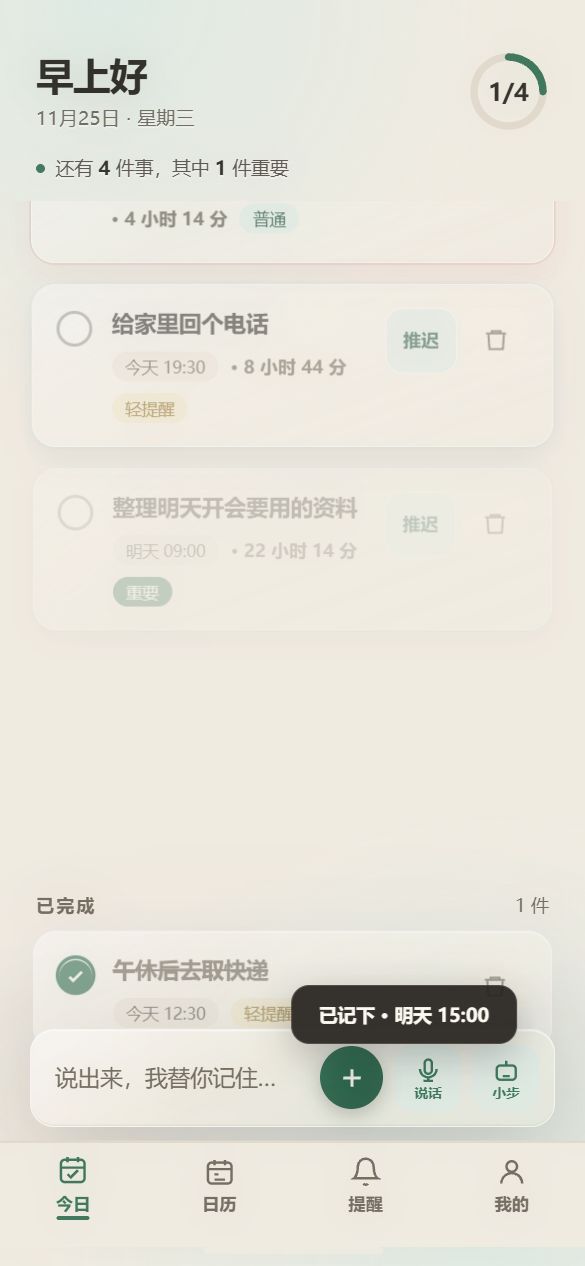 早上好
11月25日 · 星期三
1/4
还有 4 件事，其中 1 件重要
• 4 小时 14 分 普通
给家里回个电话
推迟
今天 19:30 • 8 小时 44 分
轻提醒
整理明天开会要用的资料
推迟
明天 09:00 • 22 小时 14 分
重要
已完成
1 件
午休后去取快递
今天 12:30 轻提醒
已记下 • 明天 15:00
说出来，我替你记住...
说话
小步
今日
日历
提醒
我的